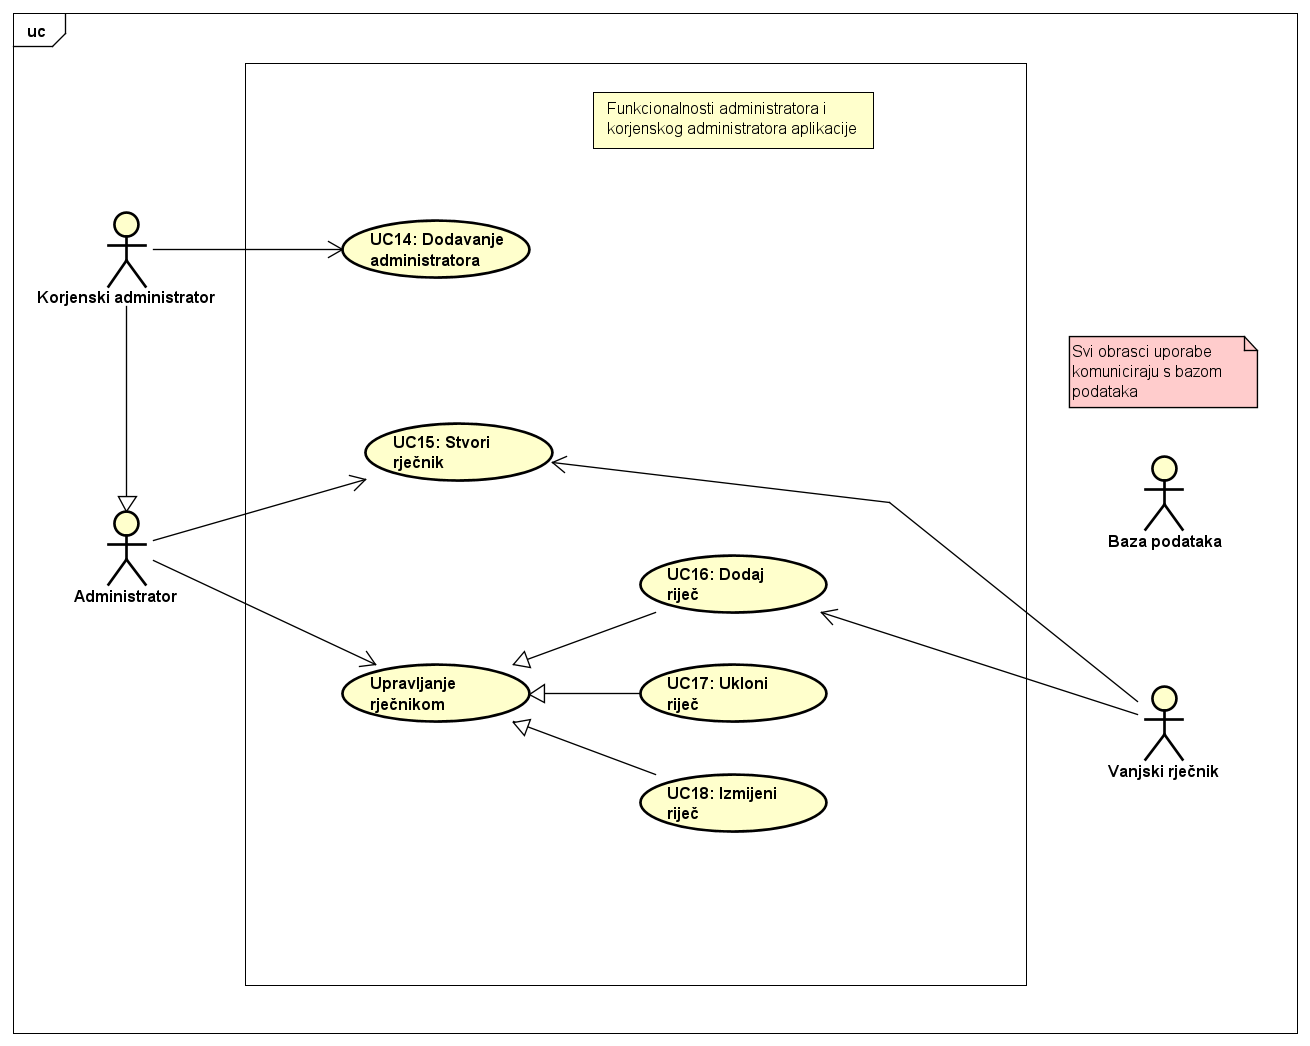 uc
Funkcionalnosti administratora i
korjenskog administratora aplikacije
UC14: Dodavanje
administratora
Korjenski administrator
Svi obrasci uporabe
komuniciraju s bazom
podataka
UC15: Stvori
rječnik
Baza podataka
Administrator
UC16: Dodaj
riječ
Upravljanje
rječnikom
UC17: Ukloni
riječ
Vanjski rječnik
UC18: Izmijeni
riječ